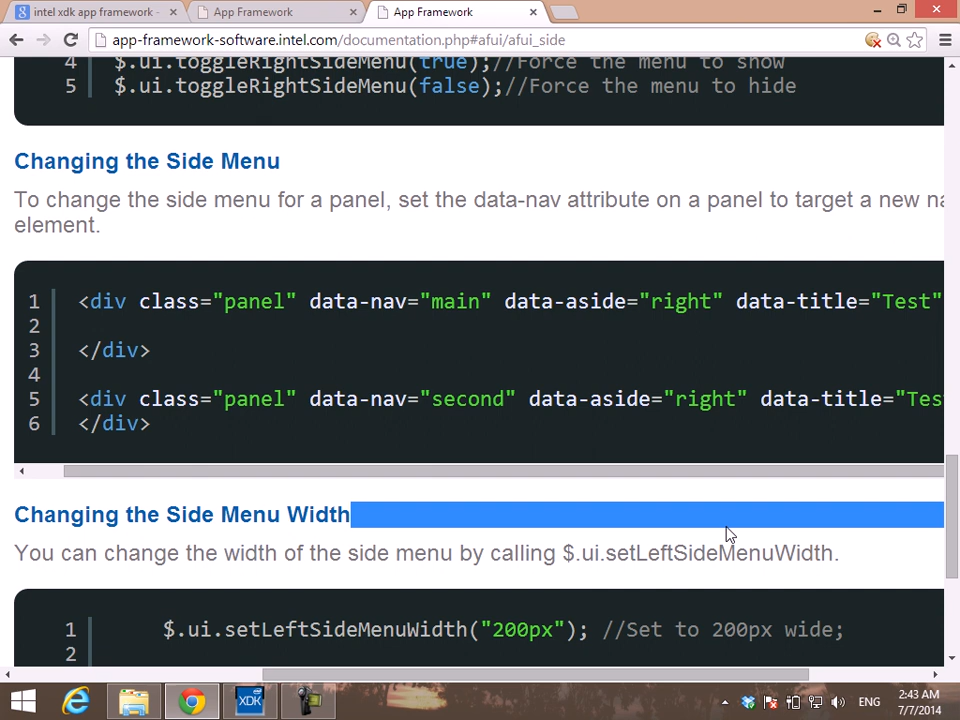 intel xdk app framework -
App Framework
App Framework
app-framework-software.intel.com/documentation.php#afui/afui_side
4 $.ui.toggleRightSideMenu(true);//Force the menu to show
5 $.ui.toggleRightSideMenu(false);//Force the menu to hide
Changing the Side Menu
To change the side menu for a panel, set the data-nav attribute on a panel to target a new na
element.
1 <div class="panel" data-nav="main" data-aside="right" data-title="Test"
2
3 </div>
4
5 <div class="panel" data-nav="second" data-aside="right" data-title="Tes
6 </div>
Changing the Side Menu Width
You can change the width of the side menu by calling $.ui.setLeftSideMenuWidth.
1 $.ui.setLeftSideMenuWidth("200px"); //Set to 200px wide;
2
XDK
ENG
2:43 AM
7/7/2014